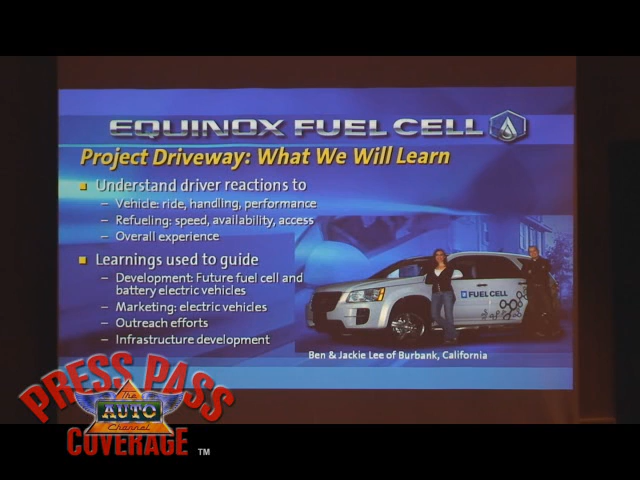 EQUINOX FUEL CELL
Project Driveway: What We Will Learn
■ Understand driver reactions to
– Vehicle: ride, handling, performance
– Refueling: speed, availability, access
– Overall experience
■ Learnings used to guide
– Development: Future fuel cell and
battery electric vehicles
– Marketing: electric vehicles
– Outreach efforts
– Infrastructure development
FUEL CELL
Ben & Jackie Lee of Burbank, California
PRESS PASS
The
AUTO
Channel
COVERAGE TM